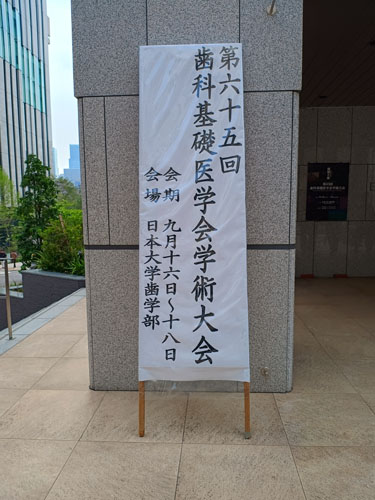 第六十五回
歯科基礎医学会学術大会
会期　九月十六日～十八日
会場　日本大学歯学部